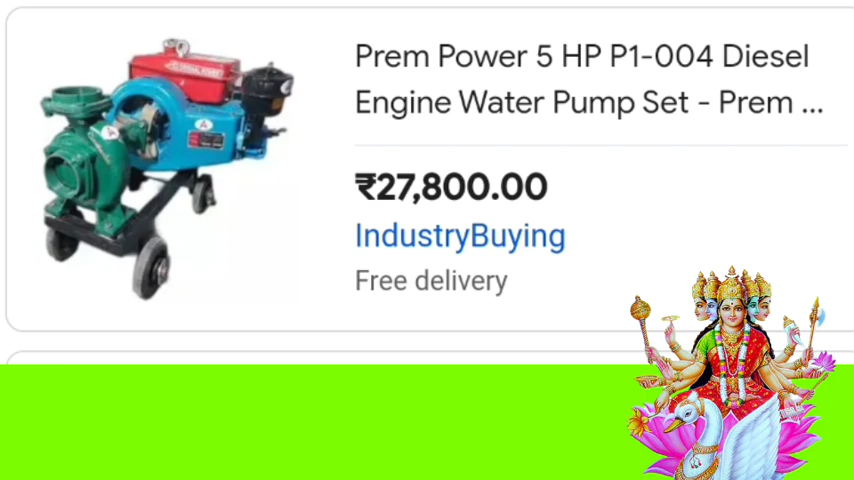 Prem Power 5 HP P1-004 Diesel
Engine Water Pump Set - Prem ...
₹27,800.00
IndustryBuying
Free delivery